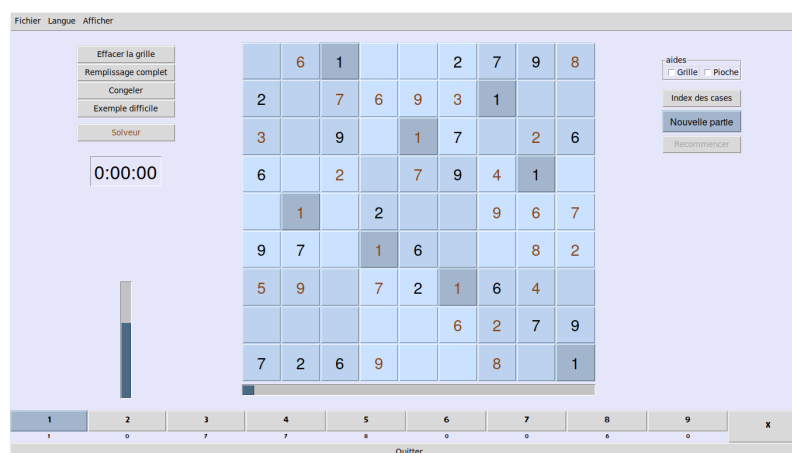 Fichier Langue Afficher
Effacer la grille
Remplissage complet
Congeler
Exemple difficile
Solveur
0:00:00
6 1 2 7 9 8
2 7 6 9 3 1
3 9 1 7 2 6
6 2 7 9 4 1
1 2 9 6 7
9 7 1 6 8 2
5 9 7 2 1 6 4
6 2 7 9
7 2 6 9 8 1
aides
Grille Pioche
Index des cases
Nouvelle partie
Recommencer
1 2 3 4 5 6 7 8 9 x
1 0 7 7 8 0 0 6 0
Quitter